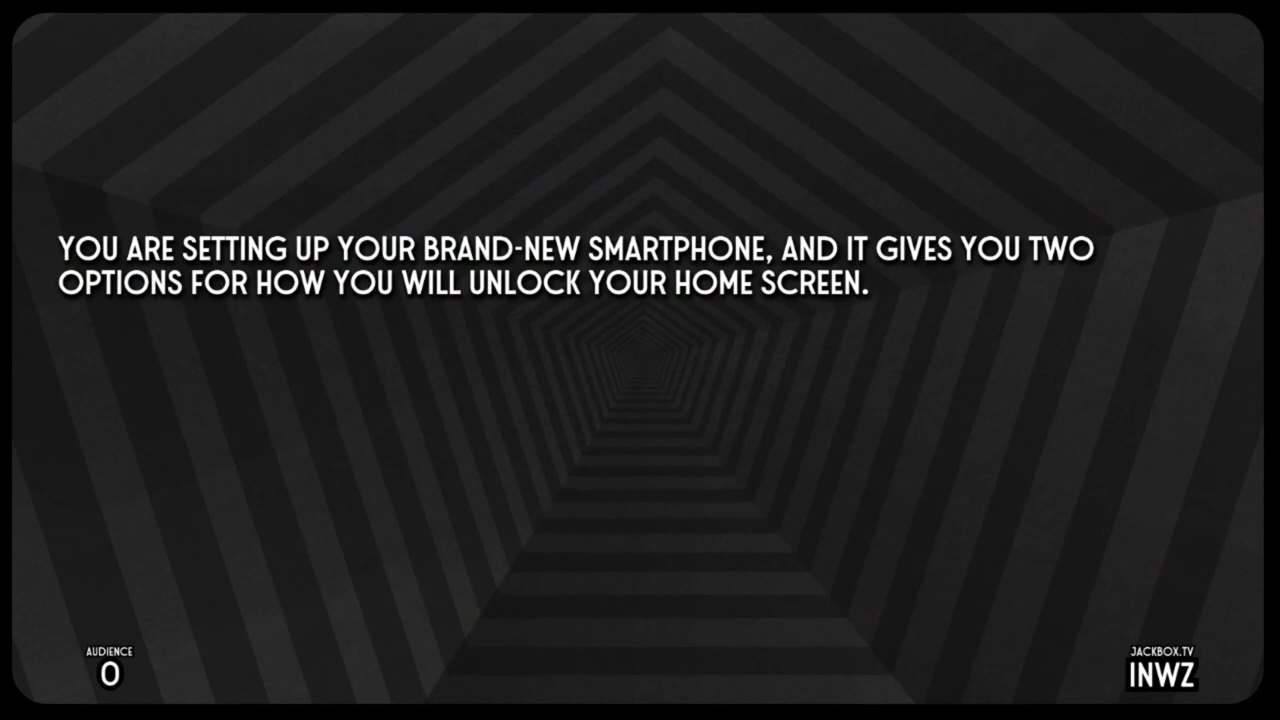 YOU ARE SETTING UP YOUR BRAND-NEW SMARTPHONE, AND IT GIVES YOU TWO
OPTIONS FOR HOW YOU WILL UNLOCK YOUR HOME SCREEN.
AUDIENCE
0
JACKBOX.TV
INWZ